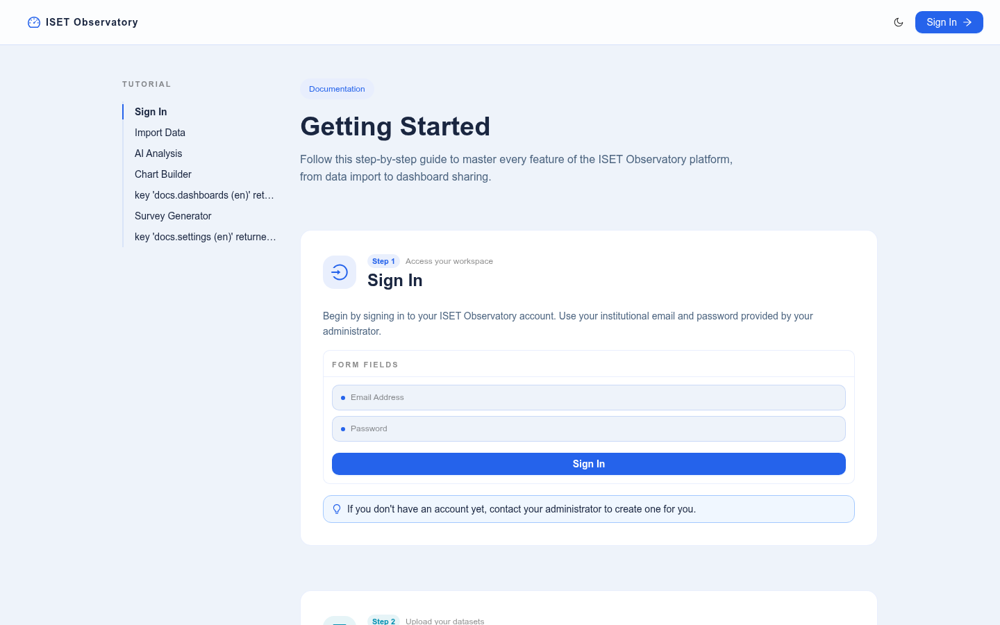 ISET Observatory
Sign In
TUTORIAL
Sign In
Import Data
AI Analysis
Chart Builder
key 'docs.dashboards (en)' ret…
Survey Generator
key 'docs.settings (en)' returne…
Documentation
Getting Started
Follow this step-by-step guide to master every feature of the ISET Observatory platform,
from data import to dashboard sharing.
Step 1 Access your workspace
Sign In
Begin by signing in to your ISET Observatory account. Use your institutional email and password provided by your
administrator.
FORM FIELDS
Email Address
Password
Sign In
If you don't have an account yet, contact your administrator to create one for you.
Step 2 Upload your datasets